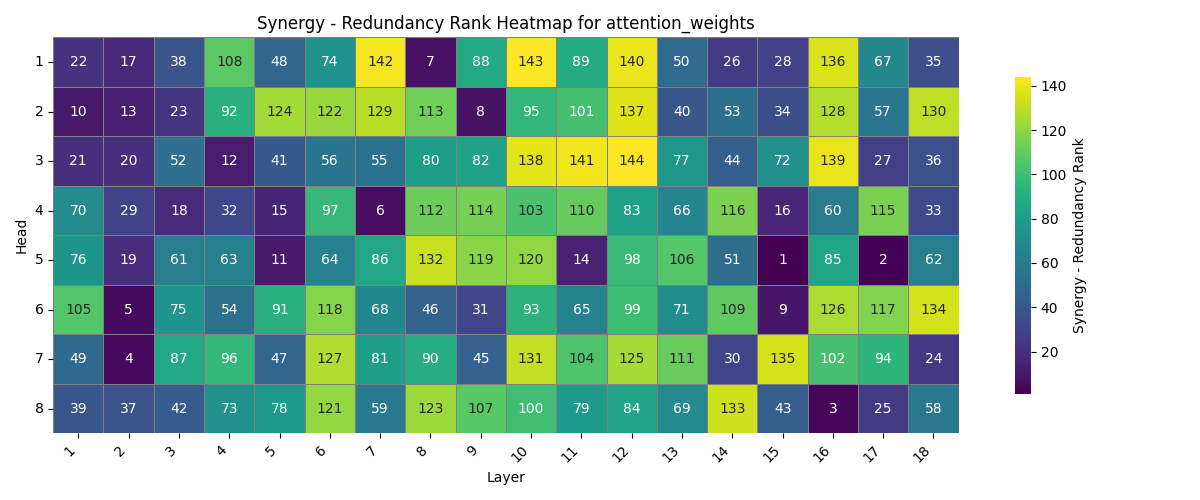 Synergy - Redundancy Rank Heatmap for attention_weights
1 22 17 38 108 48 74 142 7 88 143 89 140 50 26 28 136 67 35
2 10 13 23 92 124 122 129 113 8 95 101 137 40 53 34 128 57 130
3 21 20 52 12 41 56 55 80 82 138 141 144 77 44 72 139 27 36
4 70 29 18 32 15 97 6 112 114 103 110 83 66 116 16 60 115 33
5 76 19 61 63 11 64 86 132 119 120 14 98 106 51 1 85 2 62
6 105 5 75 54 91 118 68 46 31 93 65 99 71 109 9 126 117 134
7 49 4 87 96 47 127 81 90 45 131 104 125 111 30 135 102 94 24
8 39 37 42 73 78 121 59 123 107 100 79 84 69 133 43 3 25 58
1 2 3 4 5 6 7 8 9 10 11 12 13 14 15 16 17 18
Layer
Head
140
120
100
80
60
40
20
Synergy - Redundancy Rank